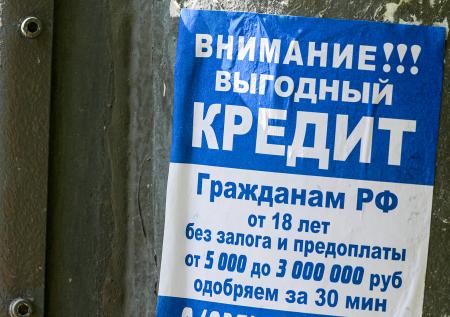 ВНИМАНИЕ!!!
ВЫГОДНЫЙ
КРЕДИТ
Гражданам РФ
от 18 лет
без залога и предоплаты
от 5 000 до 3 000 000 руб
одобряем за 30 мин